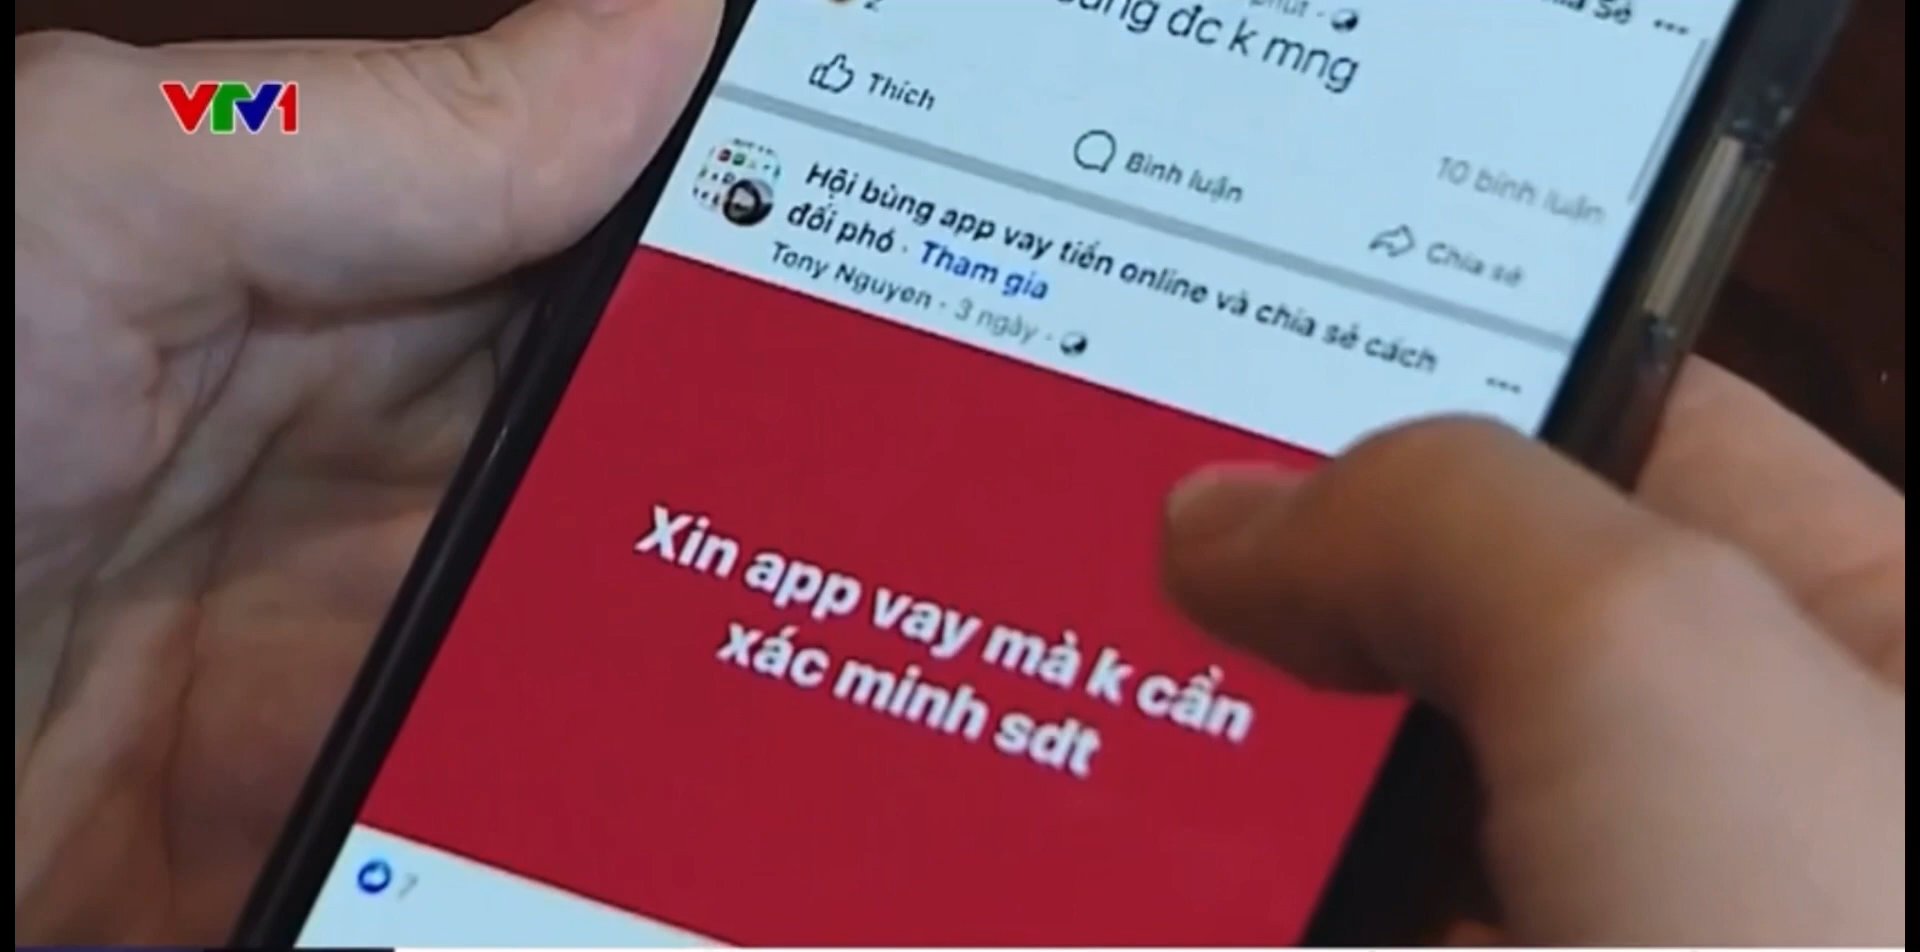 VTV1
đc k mng
Thích
Bình luận
10 bình luận
Chia sẻ
Hội bùng app vay tiền online và chia sẻ cách
đối phó · Tham gia
Tony Nguyen · 3 ngày ·
Xin app vay mà k cần
xác minh sdt
7